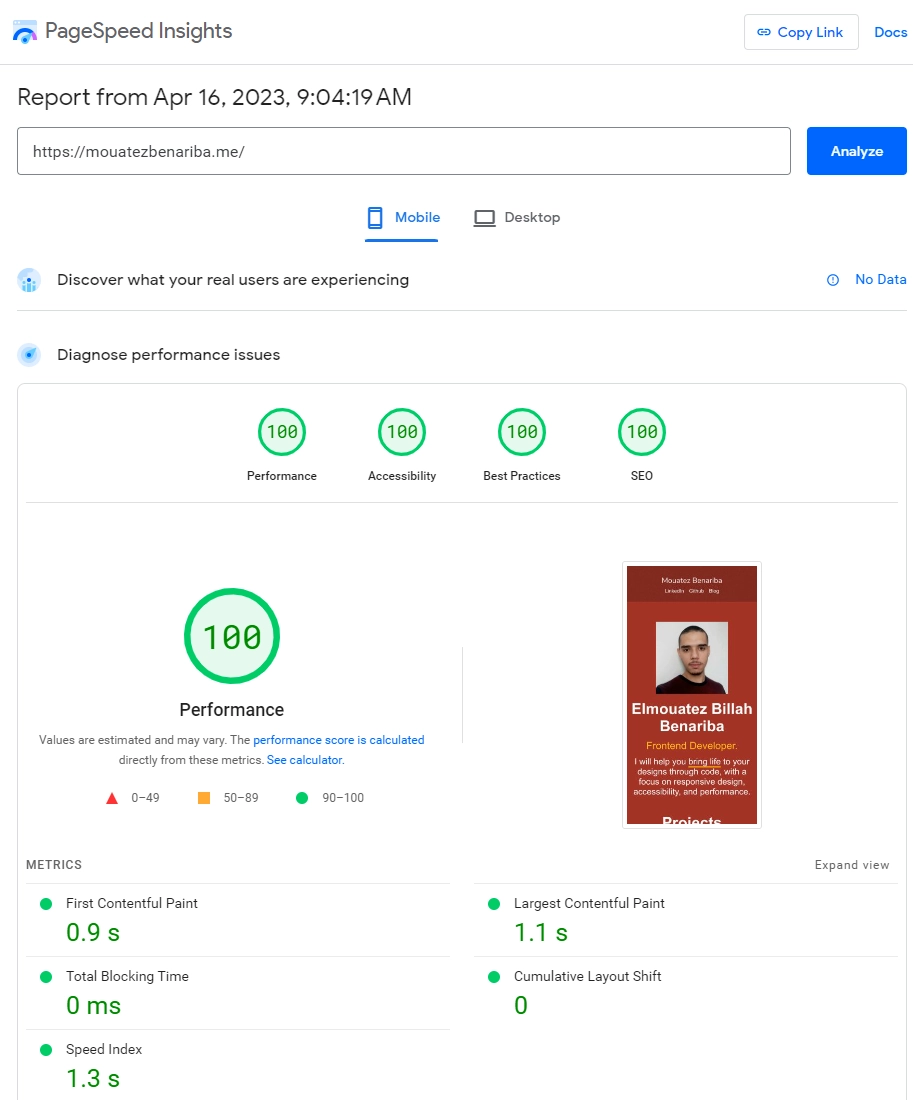 PageSpeed Insights
Copy Link
Docs
Report from Apr 16, 2023, 9:04:19 AM
https://mouatezbenariba.me/
Analyze
Mobile
Desktop
Discover what your real users are experiencing
No Data
Diagnose performance issues
100
100
100
100
Performance
Accessibility
Best Practices
SEO
100
Performance
Values are estimated and may vary. The performance score is calculated
directly from these metrics. See calculator.
0–49
50–89
90–100
Mouatez Benariba
LinkedIn Github Blog
Elmouatez Billah
Benariba
Frontend Developer.
I will help you bring life to your
designs through code, with a
focus on responsive design,
accessibility, and performance.
Projects
METRICS
Expand view
First Contentful Paint
0.9 s
Largest Contentful Paint
1.1 s
Total Blocking Time
0 ms
Cumulative Layout Shift
0
Speed Index
1.3 s